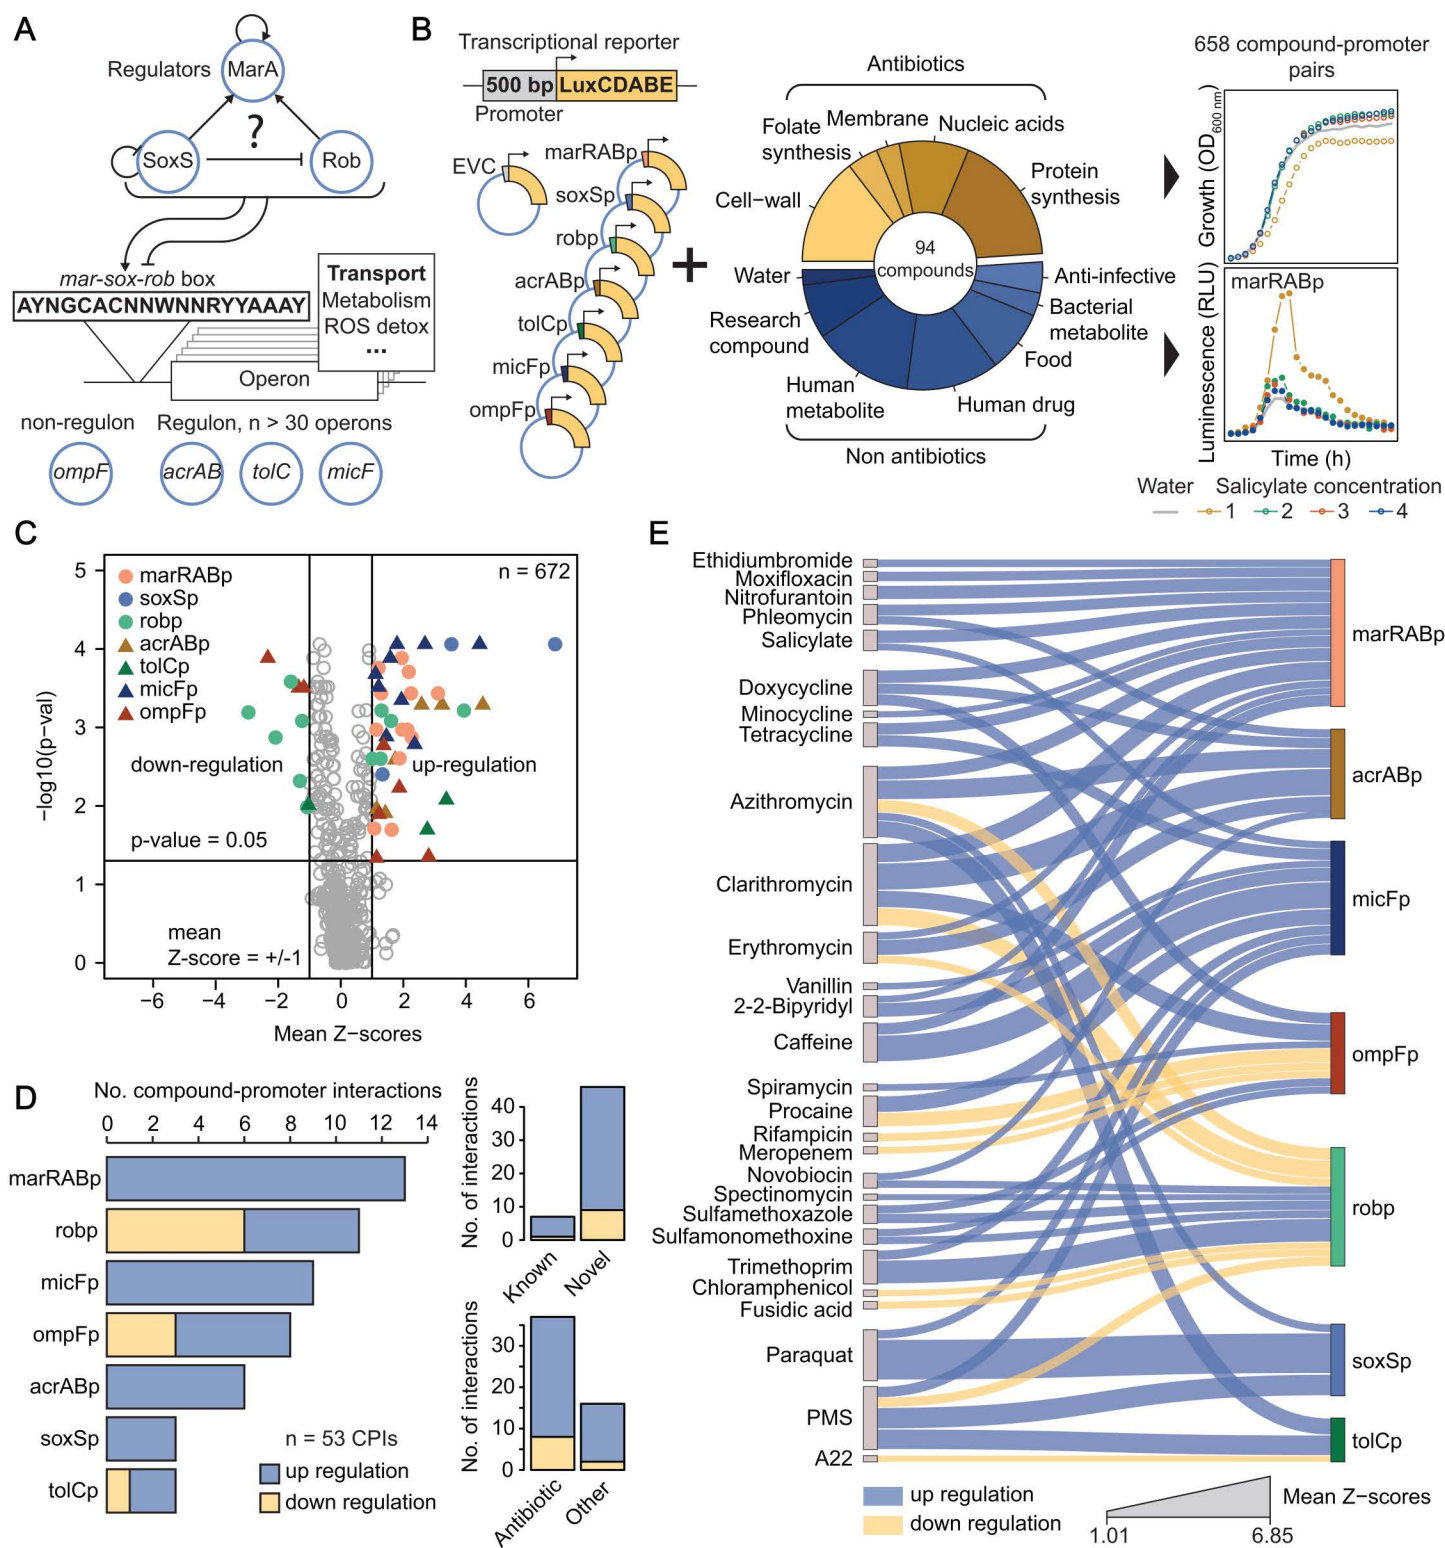 A
Regulators
MarA
?
SoxS
Rob
mar-sox-rob box
AYNGCACNNWNNRYYAAAY
Transport
Metabolism
ROS detox
...
Operon
non-regulon
Regulon, n > 30 operons
ompF
acrAB
tolC
micF
B
Transcriptional reporter
500 bp
LuxCDABE
Promoter
EVC
marRABp
soxSp
robp
acrABp
tolCp
micFp
ompFp
+
Antibiotics
Membrane
Nucleic acids
Folate
synthesis
Protein
synthesis
Cell-wall
94
compounds
Water
Anti-infective
Research
compound
Bacterial
metabolite
Food
Human
metabolite
Human drug
Non antibiotics
658 compound-promoter
pairs
Growth (OD 600 nm)
marRABp
Luminescence (RLU)
Time (h)
Water
Salicylate concentration
1
2
3
4
C
n = 672
marRABp
soxSp
robp
acrABp
tolCp
micFp
ompFp
down-regulation
up-regulation
p-value = 0.05
mean
Z-score = +/-1
-log10(p-val)
5
4
3
2
1
0
−6
−4
−2
0
2
4
6
Mean Z-scores
D
No. compound-promoter interactions
0
2
4
6
8
10
12
14
marRABp
robp
micFp
ompFp
acrABp
soxSp
tolCp
n = 53 CPIs
up regulation
down regulation
No. of interactions
40
30
20
10
0
Known
Novel
No. of interactions
30
20
10
0
Antibiotic
Other
E
Ethidiumbromide
Moxifloxacin
Nitrofurantoin
Phleomycin
Salicylate
Doxycycline
Minocycline
Tetracycline
Azithromycin
Clarithromycin
Erythromycin
Vanillin
2-2-Bipyridyl
Caffeine
Spiramycin
Procaine
Rifampicin
Meropenem
Novobiocin
Spectinomycin
Sulfamethoxazole
Sulfamonomethoxine
Trimethoprim
Chloramphenicol
Fusidic acid
Paraquat
PMS
A22
marRABp
acrABp
micFp
ompFp
robp
soxSp
tolCp
up regulation
down regulation
Mean Z-scores
1.01
6.85